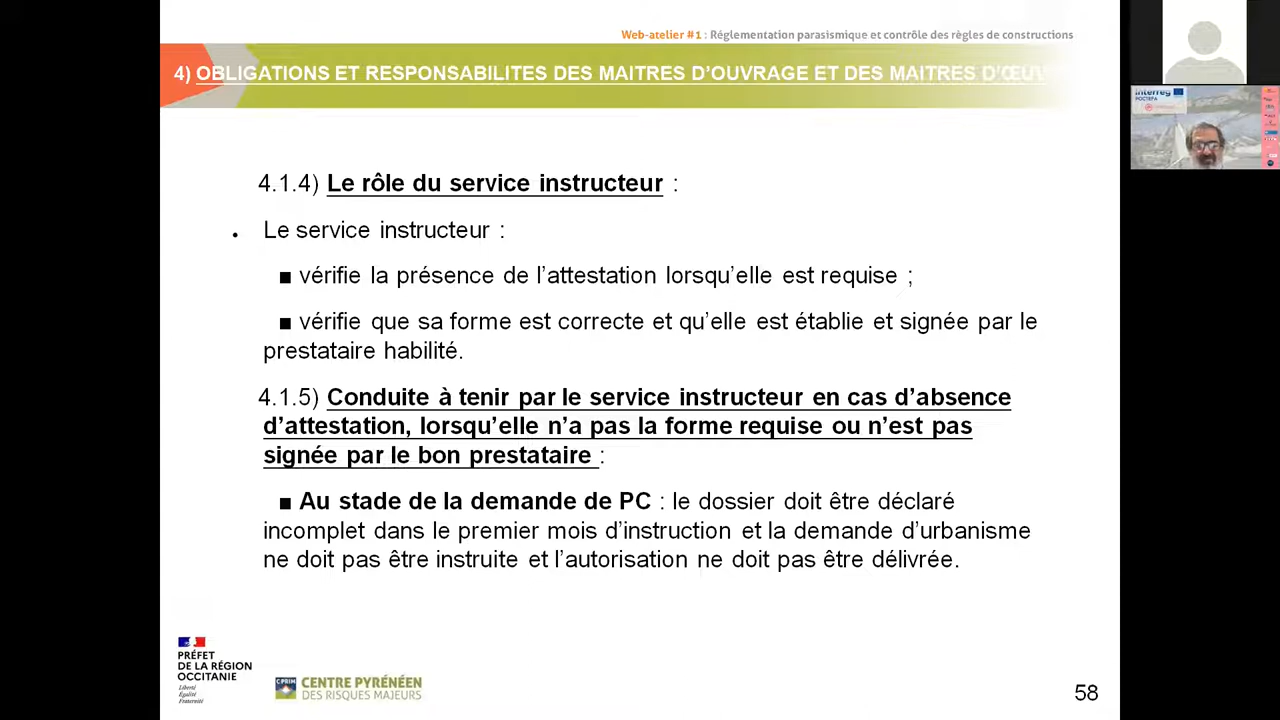 Web-atelier #1 : Réglementation parasismique et contrôle des règles de constructions
4) OBLIGATIONS ET RESPONSABILITES DES MAITRES D’OUVRAGE ET DES MAITRES D’ŒUV
4.1.4) Le rôle du service instructeur :
• Le service instructeur :
■ vérifie la présence de l’attestation lorsqu’elle est requise ;
■ vérifie que sa forme est correcte et qu’elle est établie et signée par le
prestataire habilité.
4.1.5) Conduite à tenir par le service instructeur en cas d’absence
d’attestation, lorsqu’elle n’a pas la forme requise ou n’est pas
signée par le bon prestataire :
■ Au stade de la demande de PC : le dossier doit être déclaré
incomplet dans le premier mois d’instruction et la demande d’urbanisme
ne doit pas être instruite et l’autorisation ne doit pas être délivrée.
PRÉFET
DE LA RÉGION
OCCITANIE
Liberté
Égalité
Fraternité
CPRIM
CENTRE PYRÉNÉEN
DES RISQUES MAJEURS
58
Interreg
POCTEFA